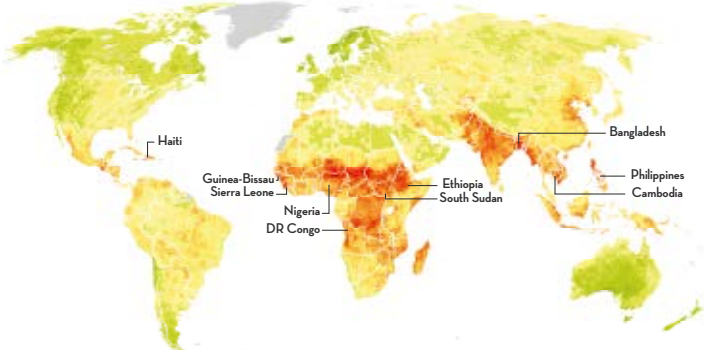 Haiti
Bangladesh
Guinea-Bissau
Sierra Leone
Nigeria
DR Congo
Ethiopia
South Sudan
Philippines
Cambodia